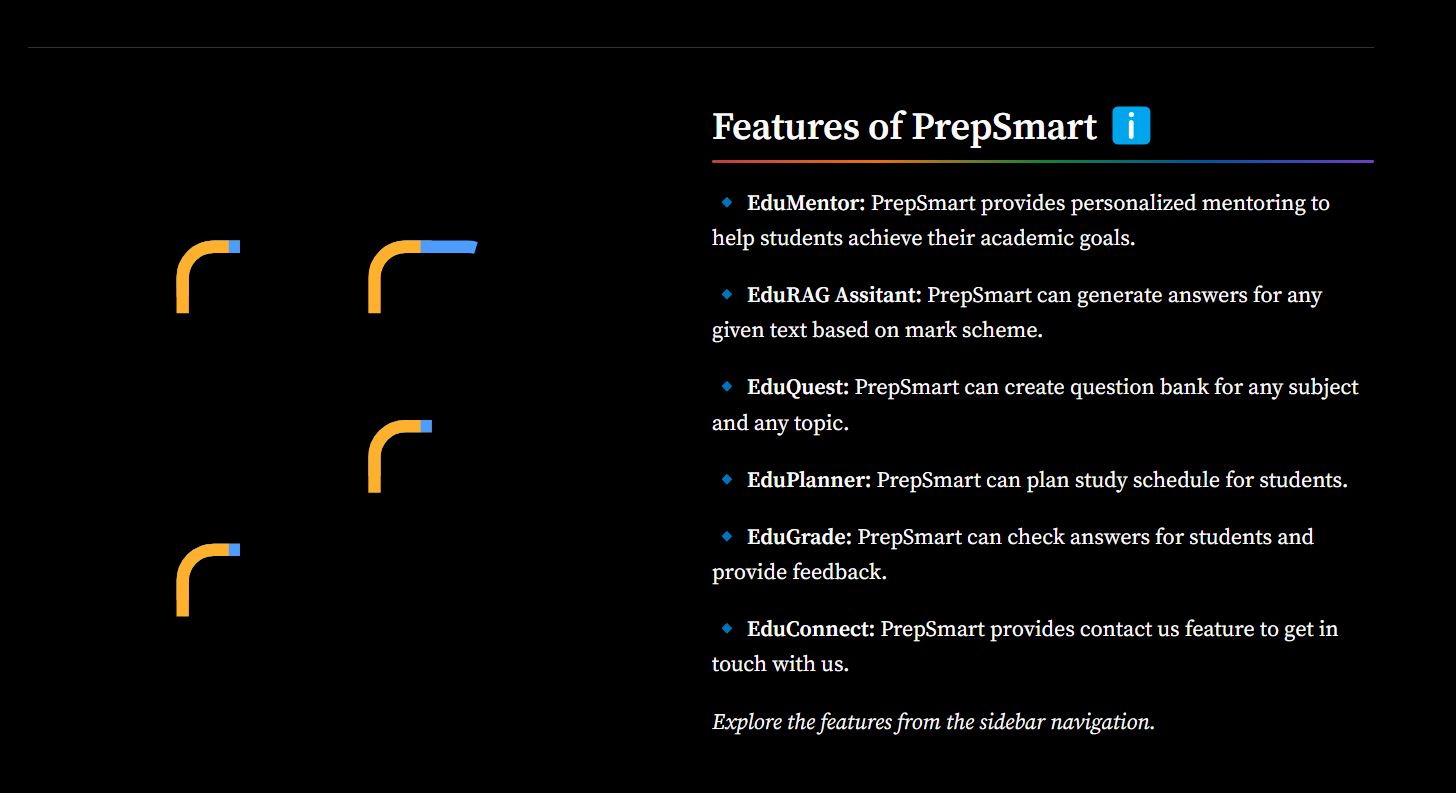 Features of PrepSmart ℹ️
🔹 EduMentor: PrepSmart provides personalized mentoring to
help students achieve their academic goals.
🔹 EduRAG Assitant: PrepSmart can generate answers for any
given text based on mark scheme.
🔹 EduQuest: PrepSmart can create question bank for any subject
and any topic.
🔹 EduPlanner: PrepSmart can plan study schedule for students.
🔹 EduGrade: PrepSmart can check answers for students and
provide feedback.
🔹 EduConnect: PrepSmart provides contact us feature to get in
touch with us.
Explore the features from the sidebar navigation.